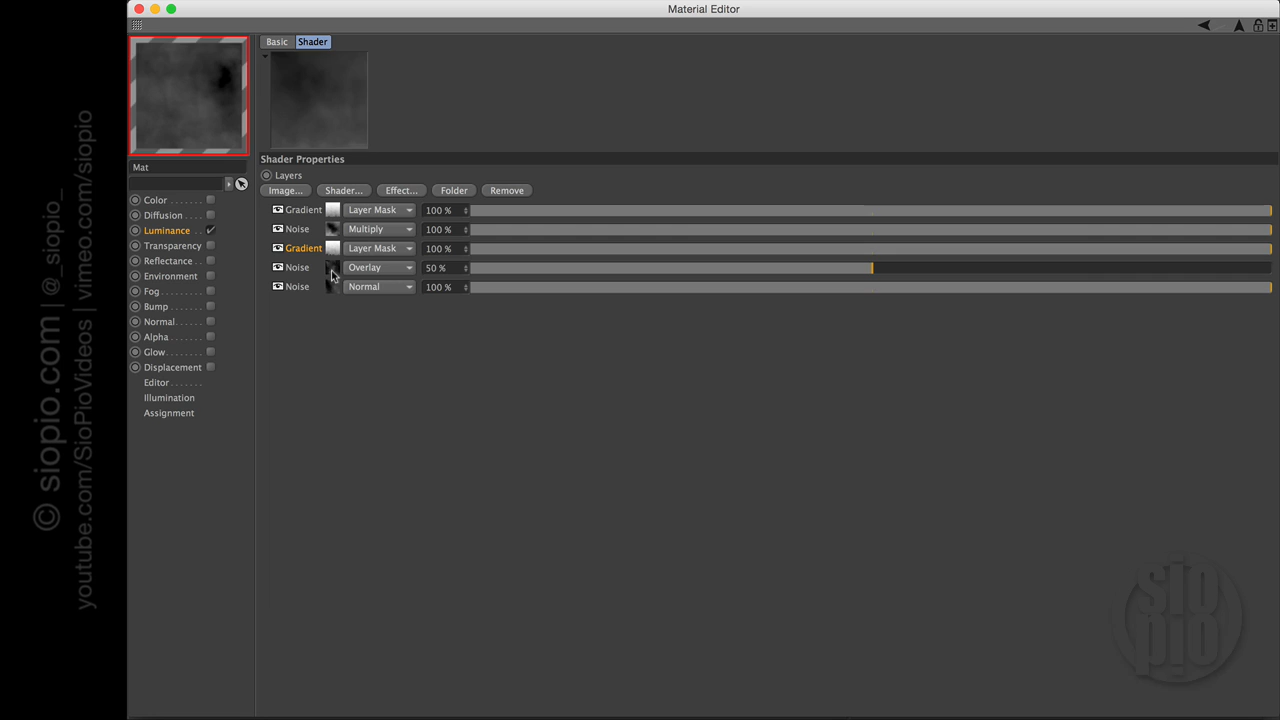 Material Editor
Basic
Shader
Shader Properties
Layers
Image...
Shader...
Effect...
Folder
Remove
Gradient Layer Mask 100 %
Noise Multiply 100 %
Gradient Layer Mask 100 %
Noise Overlay 50 %
Noise Normal 100 %
Mat
Color
Diffusion
Luminance
Transparency
Reflectance
Environment
Fog
Bump
Normal
Alpha
Glow
Displacement
Editor
Illumination
Assignment
© siopio.com | @_siopio_
youtube.com/SioPioVideos | vimeo.com/siopio
sio
pio